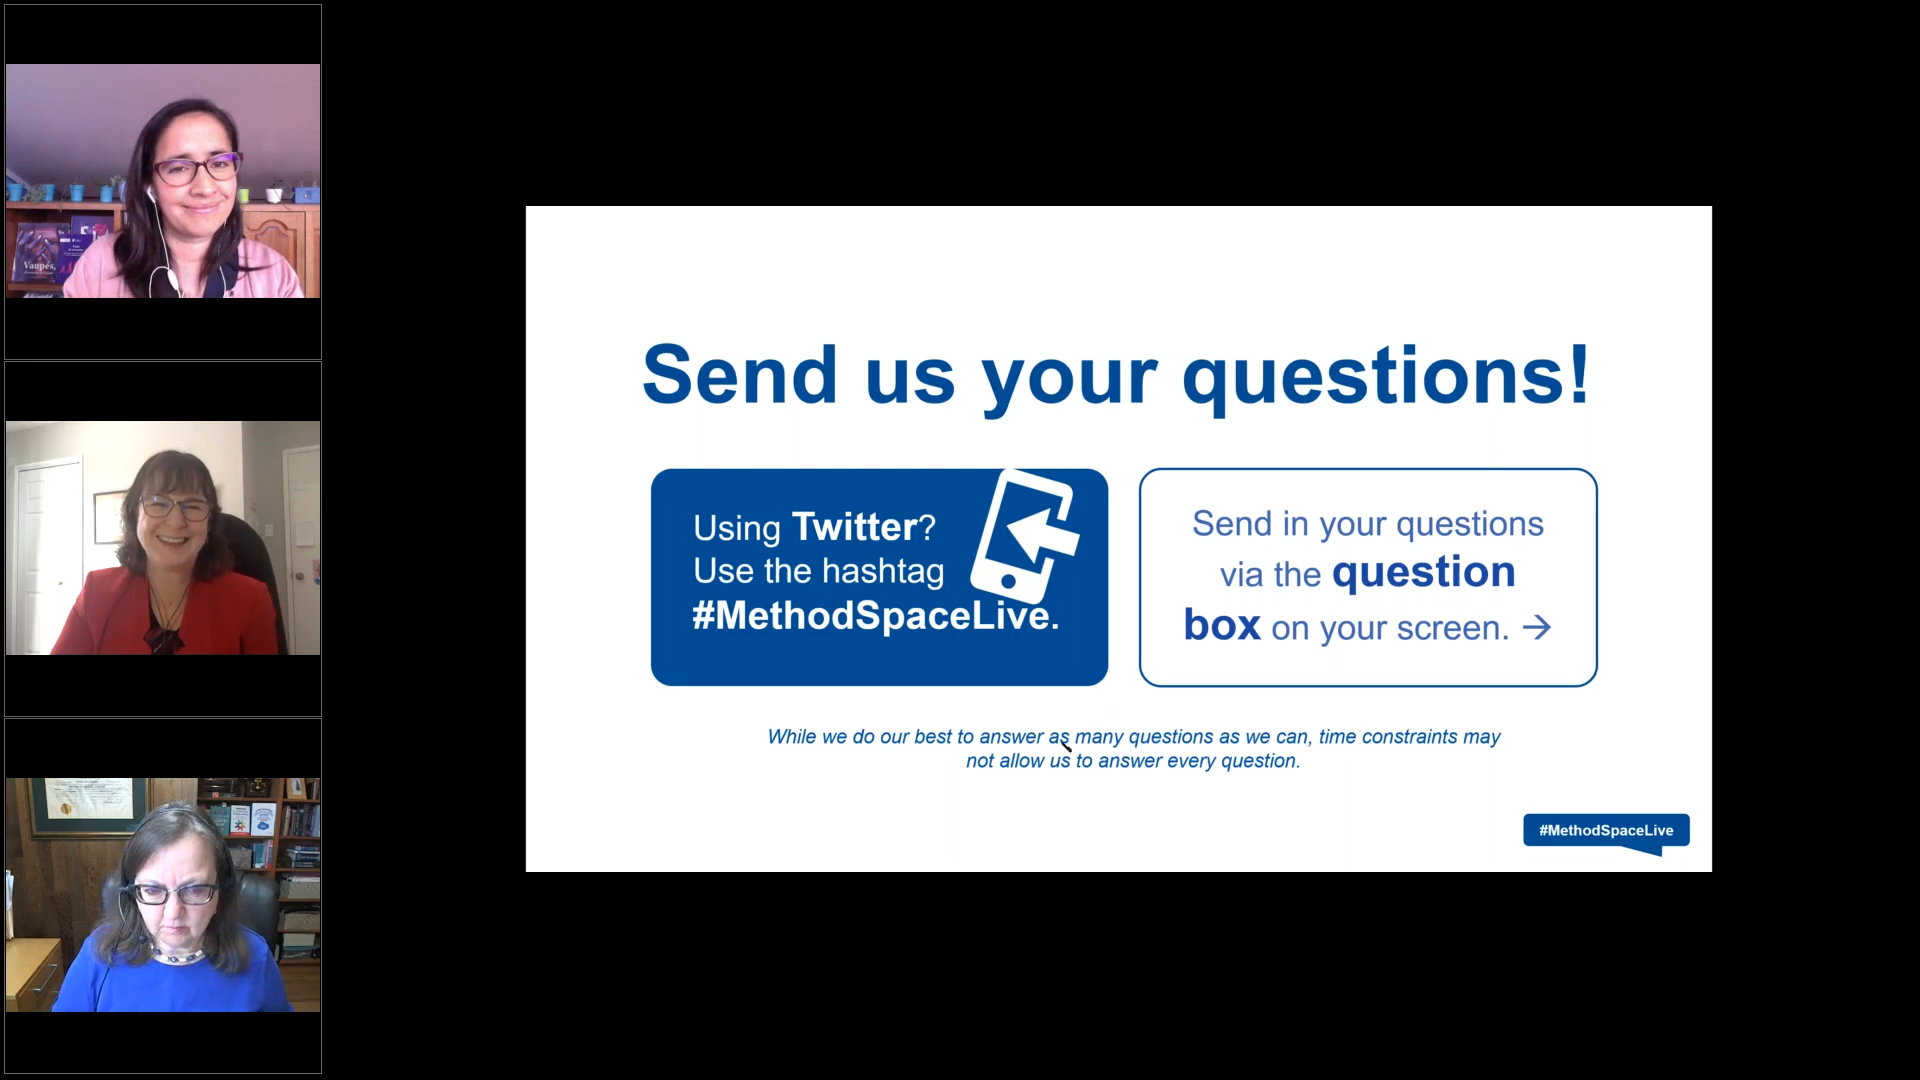 Vaupés,
Send us your questions!
Using Twitter?
Use the hashtag
#MethodSpaceLive.
Send in your questions
via the question
box on your screen. →
While we do our best to answer as many questions as we can, time constraints may
not allow us to answer every question.
#MethodSpaceLive